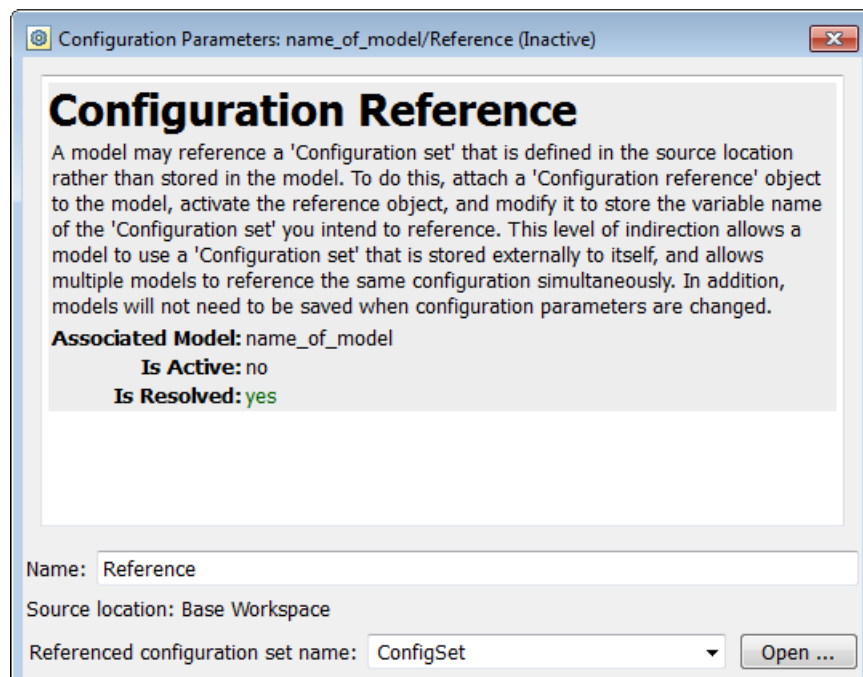 Configuration Parameters: name_of_model/Reference (Inactive)
Configuration Reference
A model may reference a 'Configuration set' that is defined in the source location
rather than stored in the model. To do this, attach a 'Configuration reference' object
to the model, activate the reference object, and modify it to store the variable name
of the 'Configuration set' you intend to reference. This level of indirection allows a
model to use a 'Configuration set' that is stored externally to itself, and allows
multiple models to reference the same configuration simultaneously. In addition,
models will not need to be saved when configuration parameters are changed.
Associated Model: name_of_model
Is Active: no
Is Resolved: yes
Name: Reference
Source location: Base Workspace
Referenced configuration set name: ConfigSet Open ...